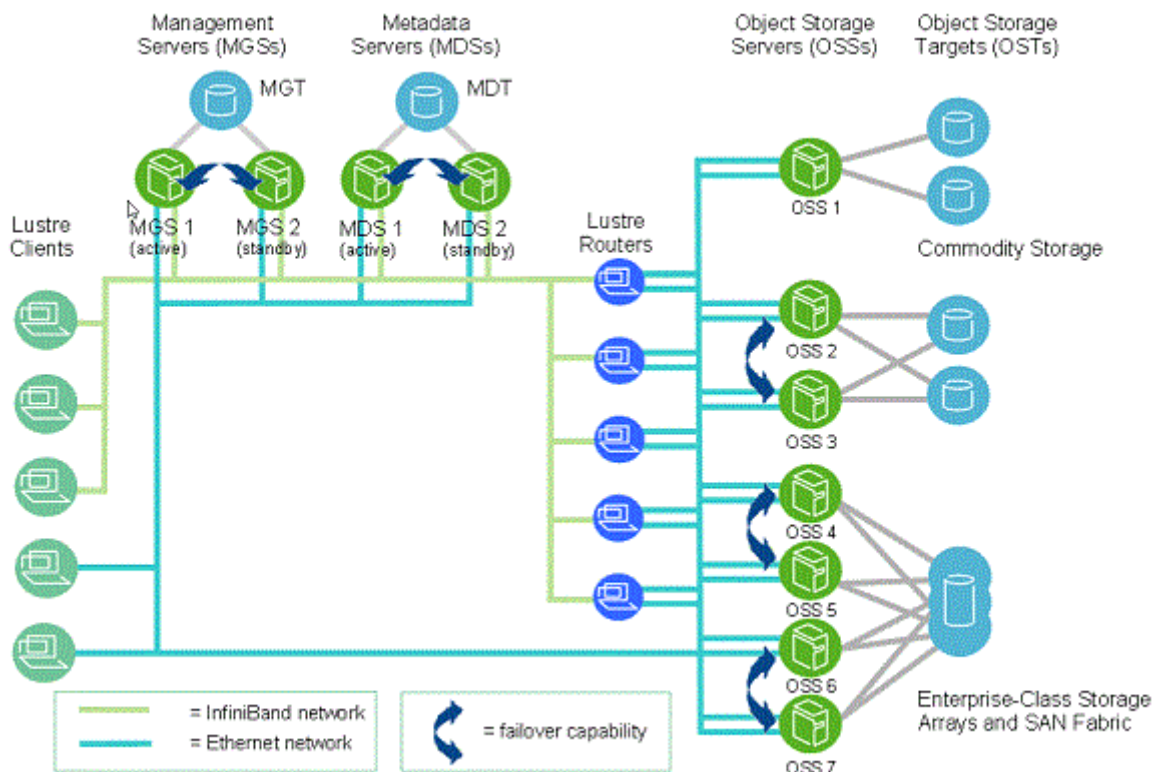 Management
Servers (MGSs)
Metadata
Servers (MDSs)
Object Storage
Servers (OSSs)
Object Storage
Targets (OSTs)
MGT
MDT
OSS 1
Lustre
Clients
MGS 1
(active)
MGS 2
(standby)
MDS 1
(active)
MDS 2
(standby)
Lustre
Routers
Commodity Storage
OSS 2
OSS 3
OSS 4
OSS 5
OSS 6
OSS 7
Enterprise-Class Storage
Arrays and SAN Fabric
= InfiniBand network
= Ethernet network
= failover capability